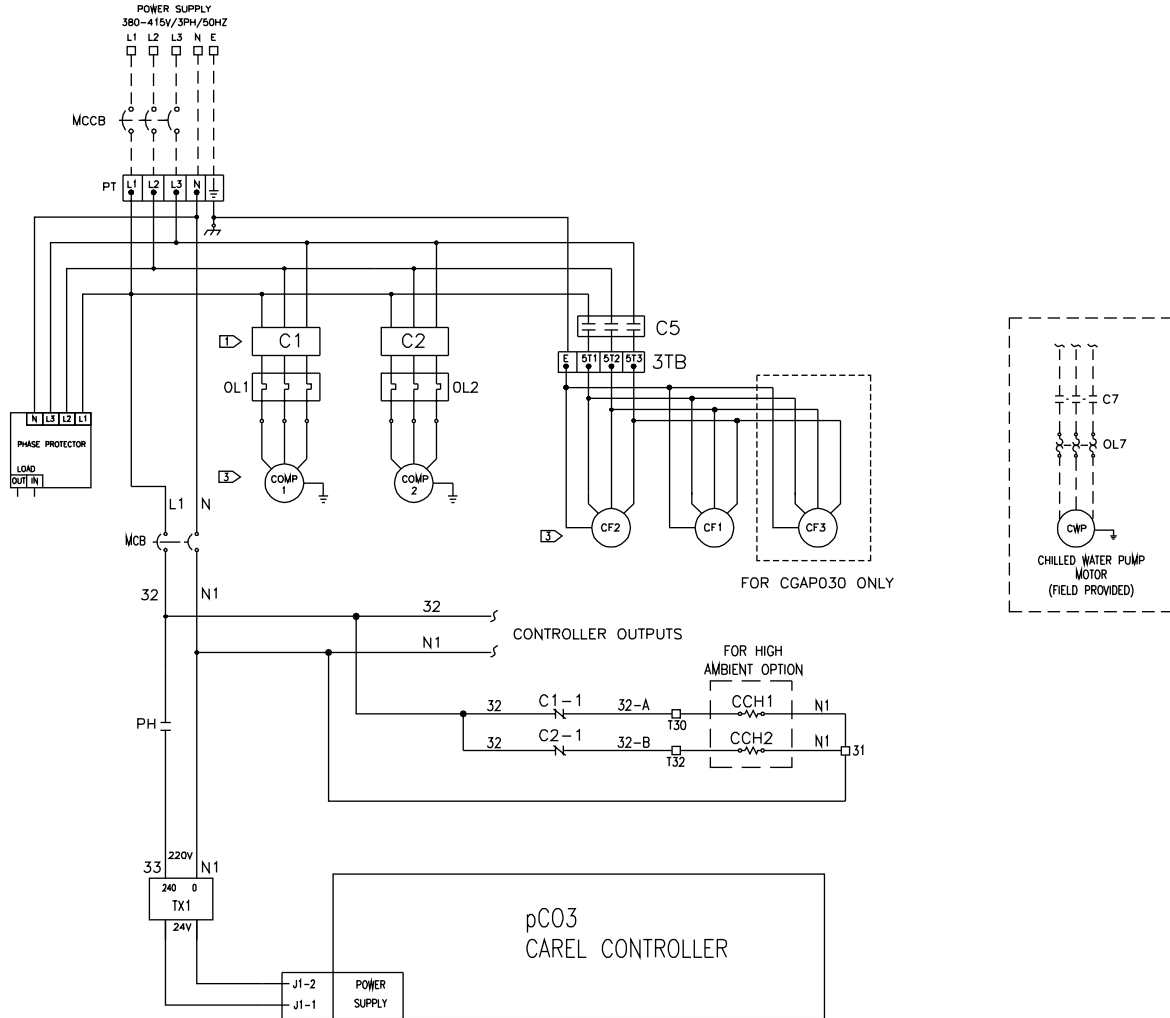 POWER SUPPLY
380-415V/3PH/50HZ
L1 L2 L3 N E
MCCB
PT L1 L2 L3 N
C5
1 C1 C2
E 5T1 5T2 5T3 3TB
OL1 OL2
C7
N L3 L2 L1
PHASE PROTECTOR
LOAD
OUT IN
OL7
3 COMP 1
COMP 2
L1 N
3 CF2 CF1 CF3
CWP
MCB
CHILLED WATER PUMP
MOTOR
(FIELD PROVIDED)
FOR CGAP030 ONLY
32 N1
32
CONTROLLER OUTPUTS
N1
FOR HIGH
AMBIENT OPTION
32 C1-1 32-A T30 CCH1 N1
PH
32 C2-1 32-B T32 CCH2 N1 31
220V
33 N1
240 0
TX1
24V
pCO3
CAREL CONTROLLER
J1-2 POWER
J1-1 SUPPLY